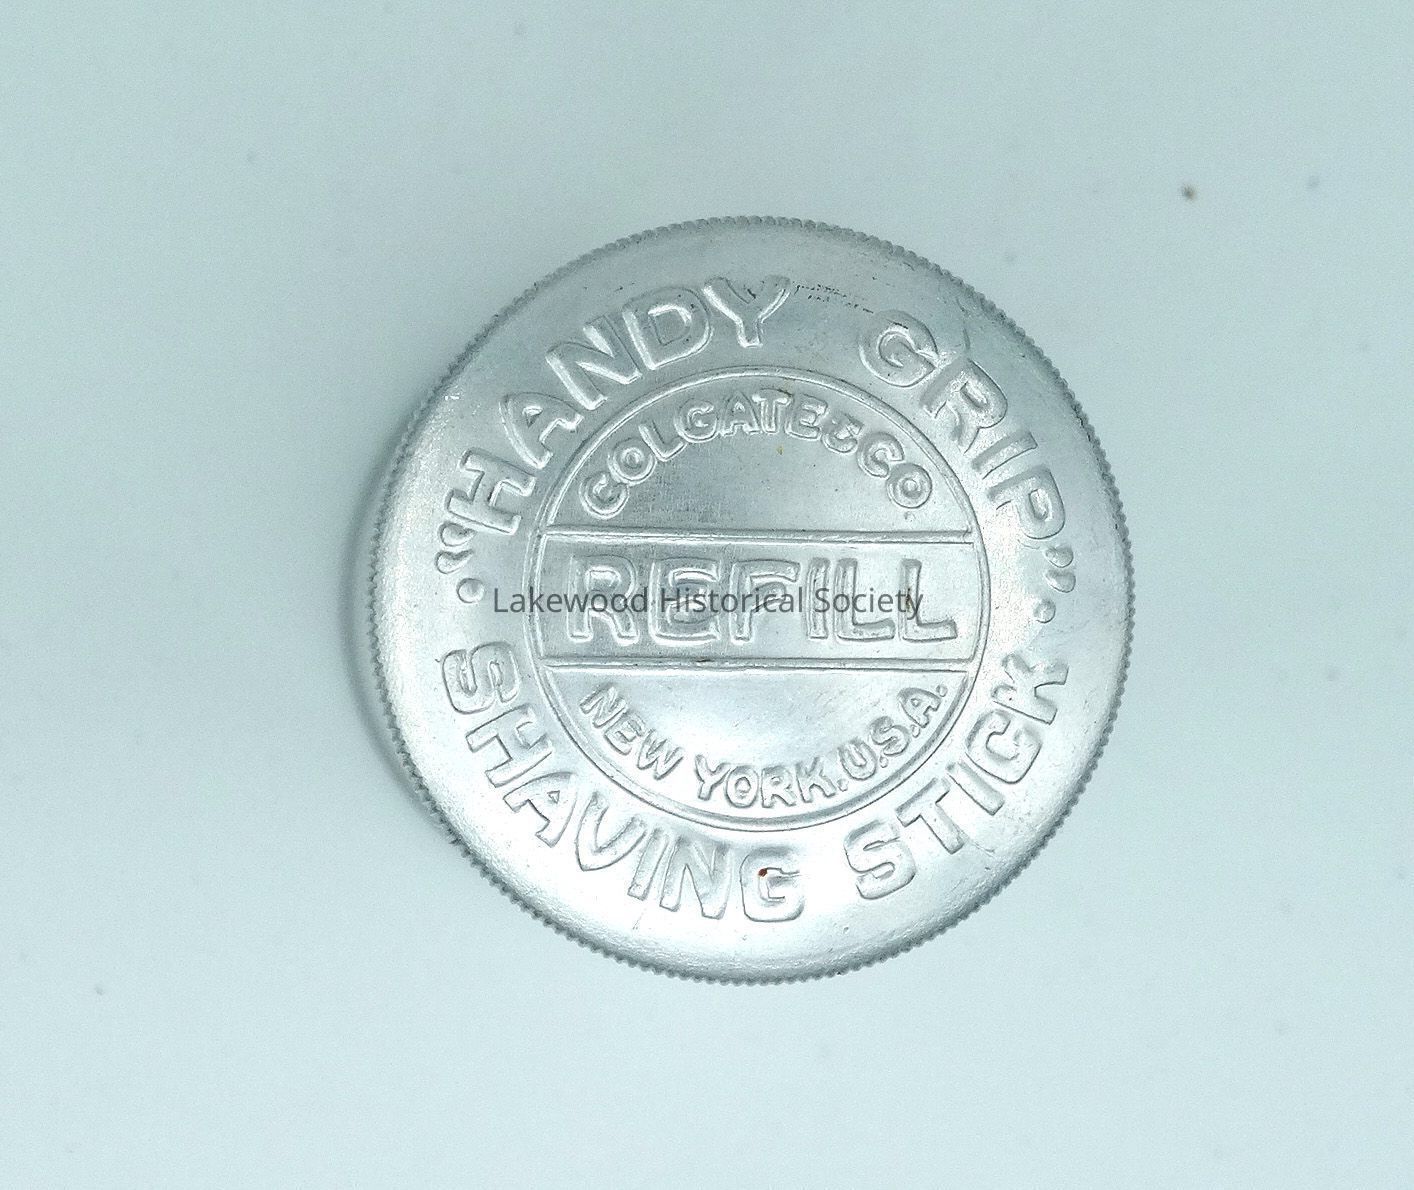 "HANDY GRIP"
COLGATE & CO
REFILL
Lakewood Historical Society
NEW YORK, U.S.A.
SHAVING STICK